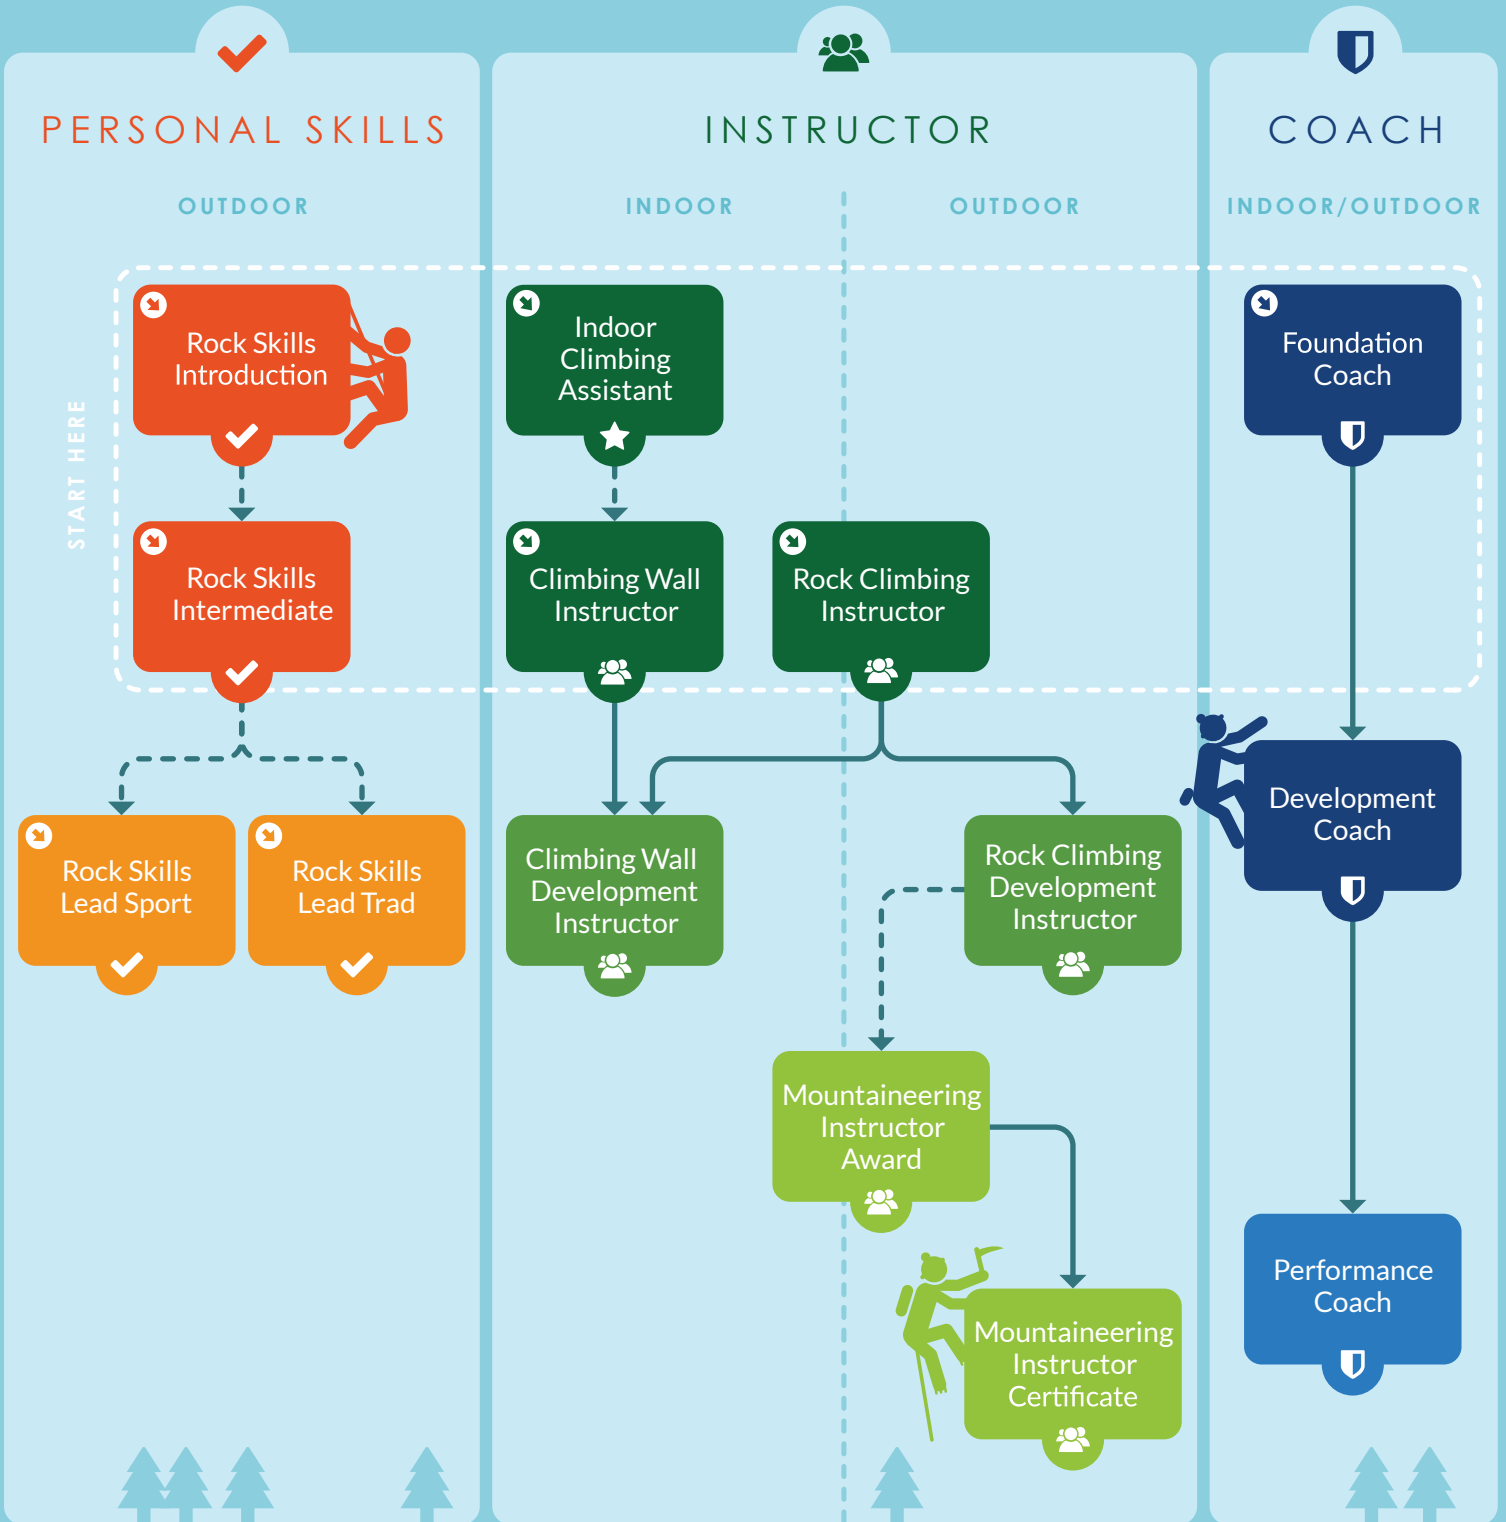 PERSONAL SKILLS
OUTDOOR
INSTRUCTOR
INDOOR
OUTDOOR
COACH
INDOOR/OUTDOOR
START HERE
Rock Skills
Introduction
Rock Skills
Intermediate
Rock Skills
Lead Sport
Rock Skills
Lead Trad
Indoor
Climbing
Assistant
Climbing Wall
Instructor
Rock Climbing
Instructor
Climbing Wall
Development
Instructor
Rock Climbing
Development
Instructor
Mountaineering
Instructor
Award
Mountaineering
Instructor
Certificate
Foundation
Coach
Development
Coach
Performance
Coach